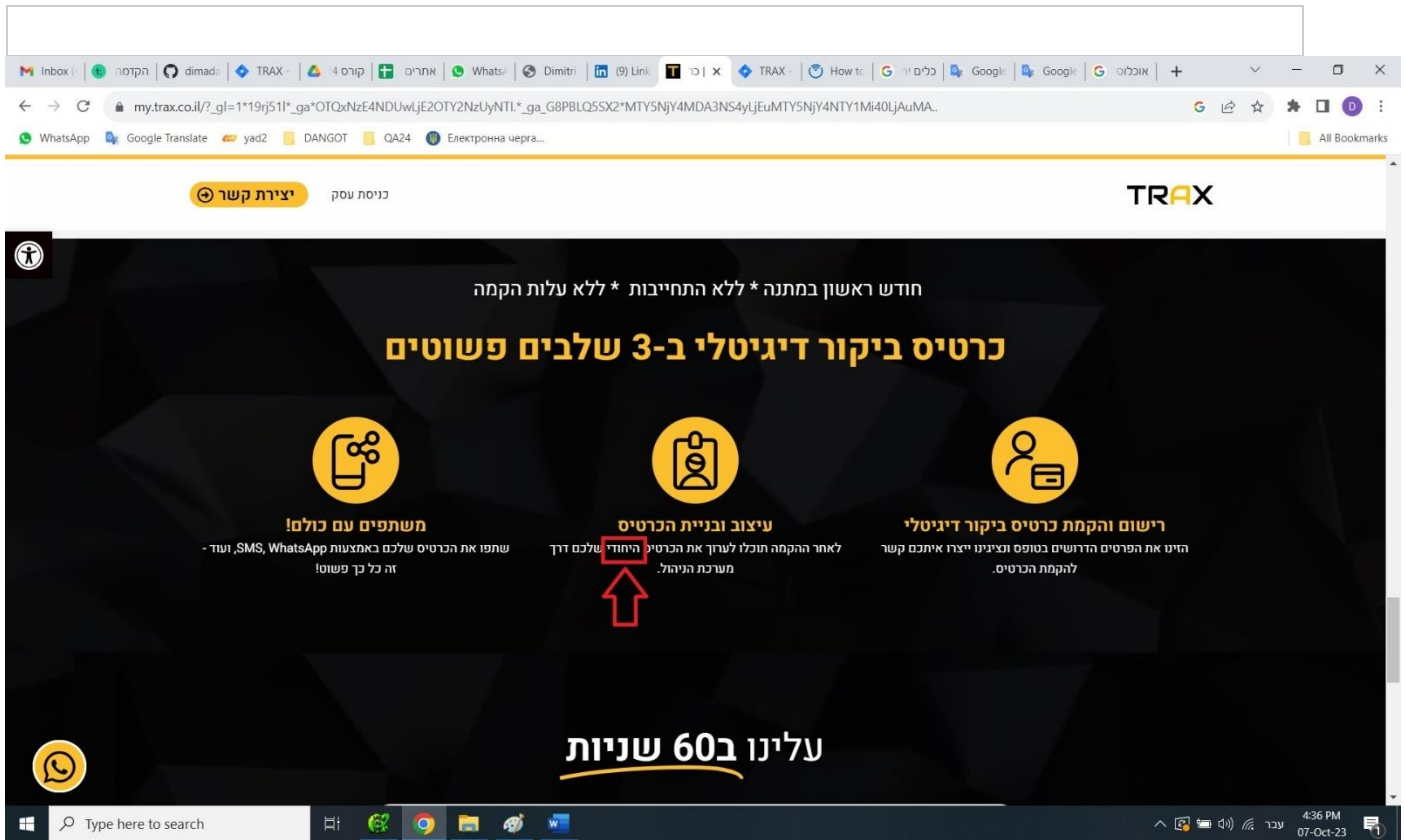 Inbox (
הקדמה
dimada
TRAX -
קורס 4
אתרים
WhatsA
Dimitri
(9) Link
TRAX -
How to
Google
Google
my.trax.co.il/?_gl=1*19rj51l*_ga*OTQxNzE4NDUwLjE2OTY2NzUyNTI.*_ga_G8PBLQ5SX2*MTY5NjY4MDA3NS4yLjEuMTY5NjY4NTY1Mi40LjAuMA..
WhatsApp
Google Translate
yad2
DANGOT
QA24
Електронна черга...
All Bookmarks
TRAX
כניסת עסק
יצירת קשר
חודש ראשון במתנה * ללא התחייבות * ללא עלות הקמה
כרטיס ביקור דיגיטלי ב-3 שלבים פשוטים
רישום והקמת כרטיס ביקור דיגיטלי
הזינו את הפרטים הדרושים בטופס ונציגינו ייצרו איתכם קשר
להקמת הכרטיס.
עיצוב ובניית הכרטיס
לאחר ההקמה תוכלו לערוך את הכרטיס היחודי שלכם דרך
מערכת הניהול.
משתפים עם כולם!
שתפו את הכרטיס שלכם באמצעות SMS, WhatsApp, ועוד -
זה כל כך פשוט!
עלינו ב60 שניות
Type here to search
עבר
4:36 PM
07-Oct-23